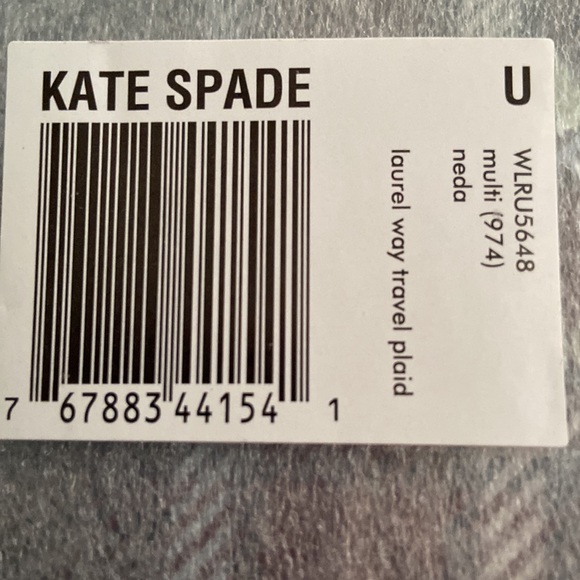 KATE SPADE
U
7 67883 44154 1
WLRU5648
multi (974)
neda
laurel way travel plaid